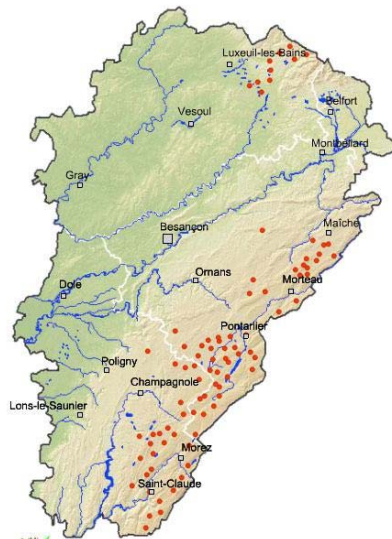 Luxeuil-les-Bains
Belfort
Vesoul
Montbéliard
Gray
Besançon
Maîche
Ornans
Dole
Morteau
Pontarlier
Poligny
Champagnole
Lons-le-Saunier
Morez
Saint-Claude